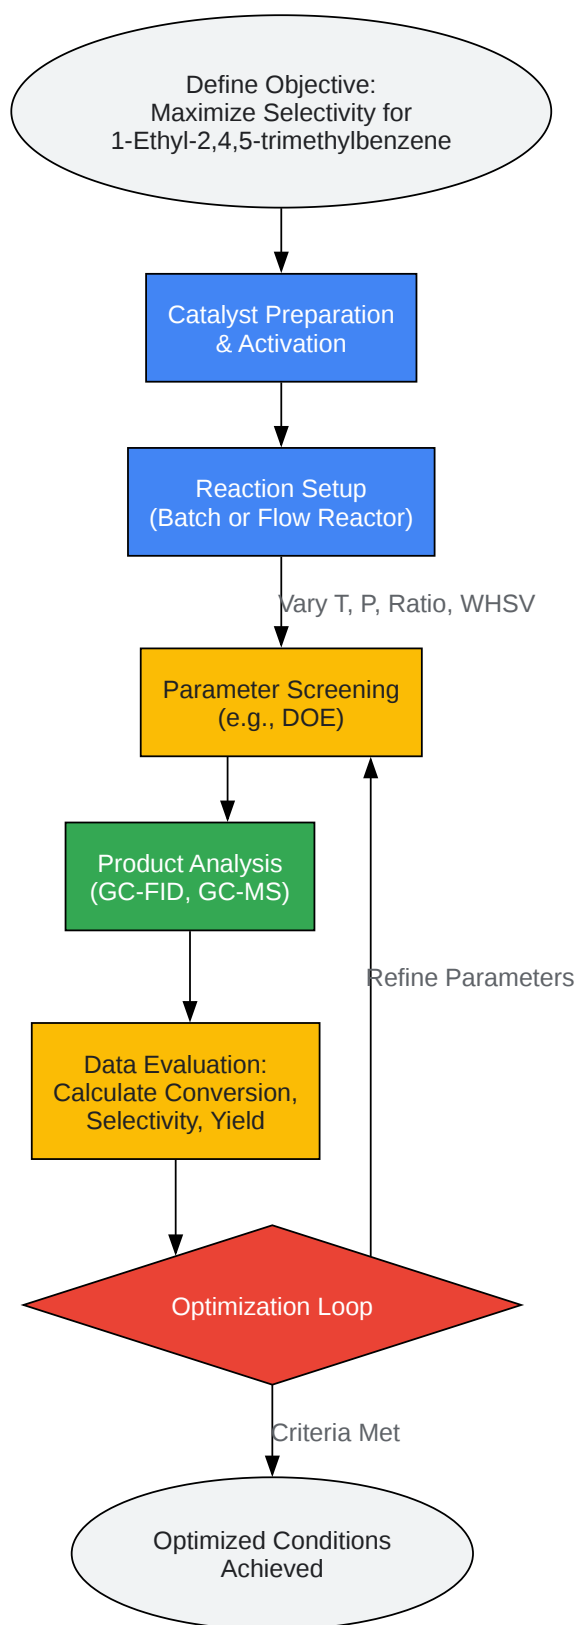 Define Objective:
Maximize Selectivity for
1-Ethyl-2,4,5-trimethylbenzene
Catalyst Preparation
& Activation
Reaction Setup
(Batch or Flow Reactor)
Vary T, P, Ratio, WHSV
Parameter Screening
(e.g., DOE)
Product Analysis
(GC-FID, GC-MS)
Refine Parameters
Data Evaluation:
Calculate Conversion,
Selectivity, Yield
Optimization Loop
Criteria Met
Optimized Conditions
Achieved